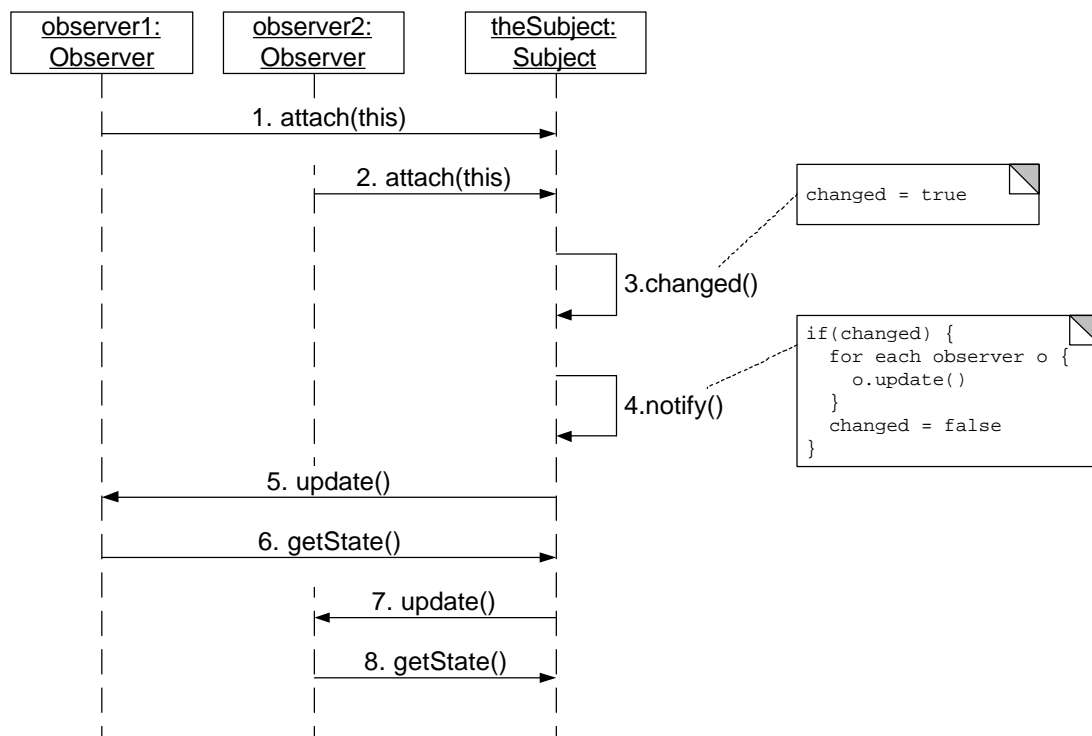 observer1:
Observer
observer2:
Observer
theSubject:
Subject
1. attach(this)
2. attach(this)
changed = true
3.changed()
if(changed) {
  for each observer o {
    o.update()
  }
  changed = false
}
4.notify()
5. update()
6. getState()
7. update()
8. getState()